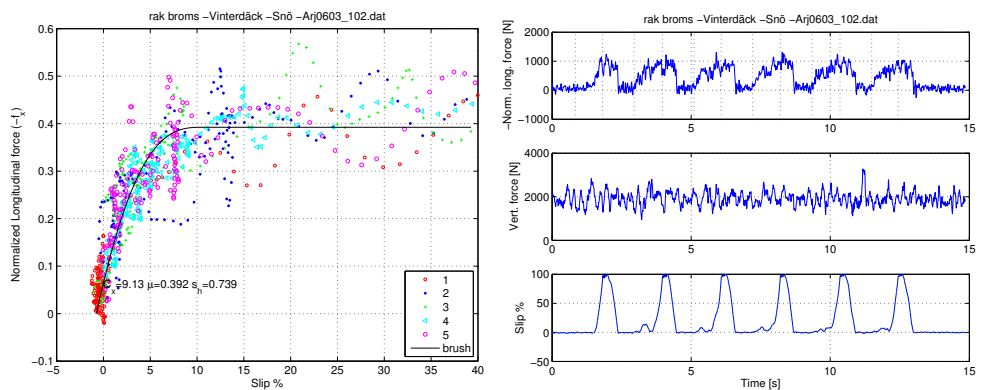 rak broms −Vinterdäck −Snö −Arj0603_102.dat
Normalized Longitudinal force (−f_x)
0.6
0.5
0.4
0.3
0.2
0.1
0
−0.1
C_x=9.13 μ=0.392 s_h=0.739
1
2
3
4
5
brush
−5 0 5 10 15 20 25 30 35 40
Slip %
rak broms −Vinterdäck −Snö −Arj0603_102.dat
−Norm. long. force [N]
2000
1000
0
−1000
0 5 10 15
Vert. force [N]
4000
2000
0
0 5 10 15
Slip %
100
50
0
−50
0 5 10 15
Time [s]